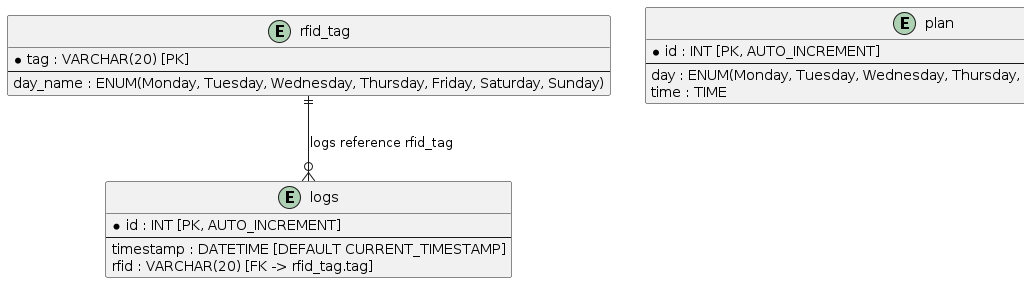 E rfid_tag
tag : VARCHAR(20) [PK]
day_name : ENUM(Monday, Tuesday, Wednesday, Thursday, Friday, Saturday, Sunday)
E plan
id : INT [PK, AUTO_INCREMENT]
day : ENUM(Monday, Tuesday, Wednesday, Thursday,
time : TIME
logs reference rfid_tag
E logs
id : INT [PK, AUTO_INCREMENT]
timestamp : DATETIME [DEFAULT CURRENT_TIMESTAMP]
rfid : VARCHAR(20) [FK -> rfid_tag.tag]